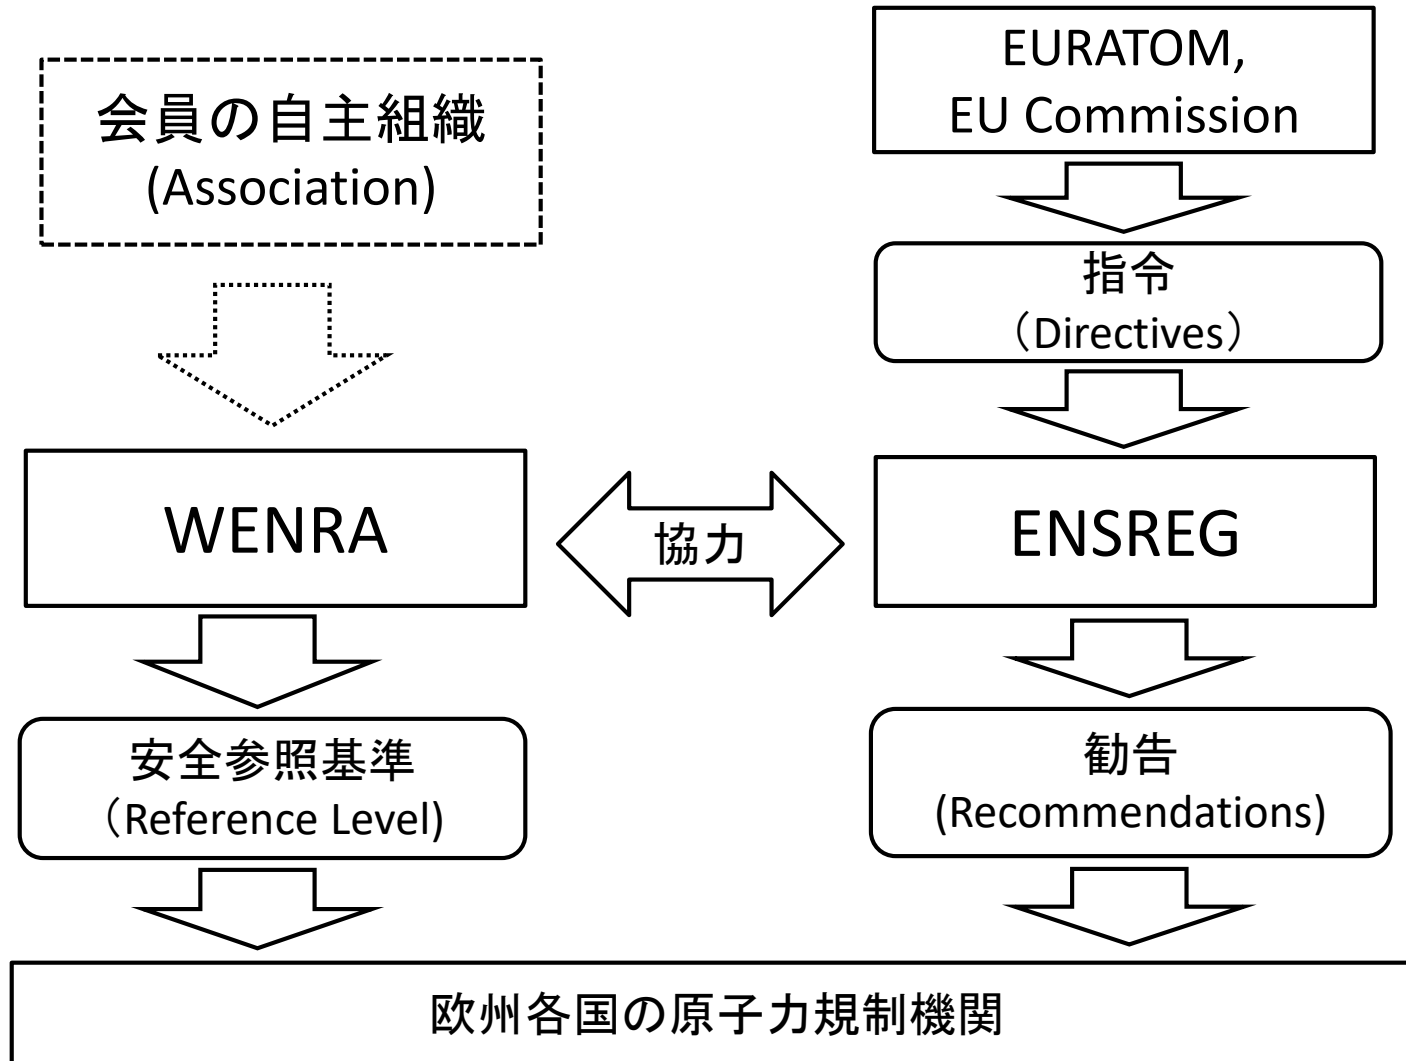 会員の自主組織
(Association)
EURATOM,
EU Commission
指令
（Directives）
WENRA
協力
ENSREG
安全参照基準
（Reference Level)
勧告
(Recommendations)
欧州各国の原子力規制機関